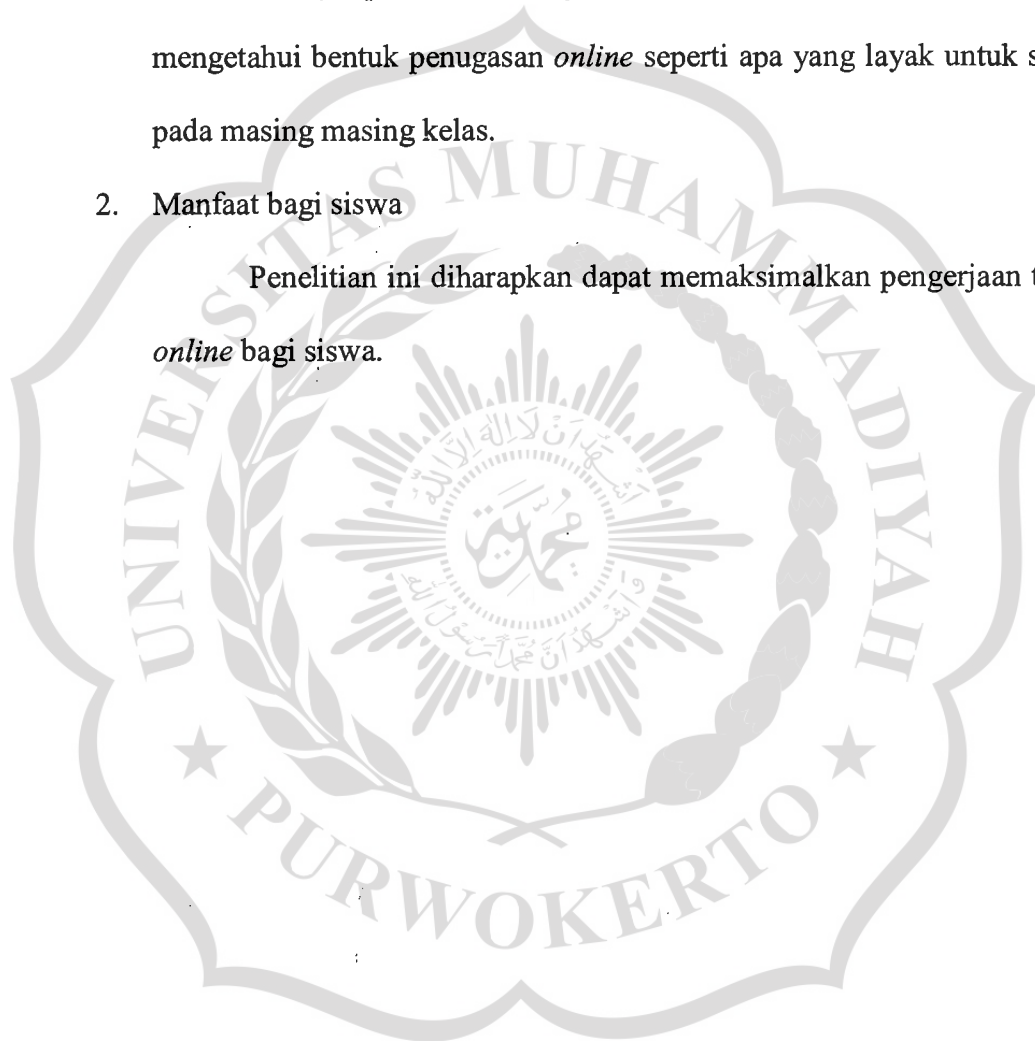 mengetahui bentuk penugasan online seperti apa yang layak untuk
pada masing masing kelas.
2. Manfaat bagi siswa
Penelitian ini diharapkan dapat memaksimalkan pengerjaan
online bagi siswa.
UNIVERSITAS MUHAMMADIYAH
PURWOKERTO